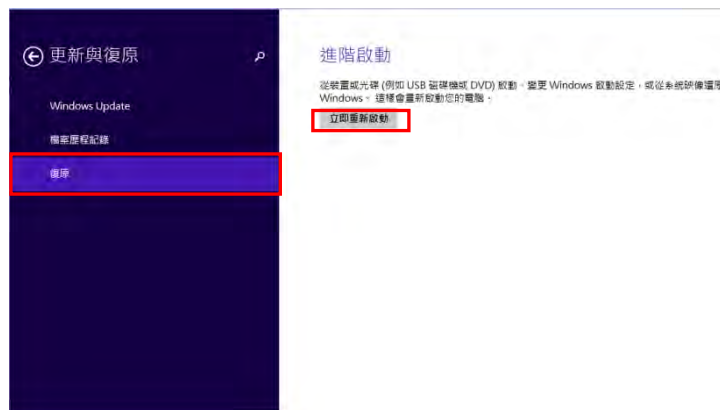 更新與復原
Windows Update
檔案歷程記錄
復原
進階啟動
從裝置或光碟 (例如 USB 磁碟機或 DVD) 啟動、變更 Windows 啟動設定，或從系統映像還原
Windows。這樣會重新啟動您的電腦。
立即重新啟動